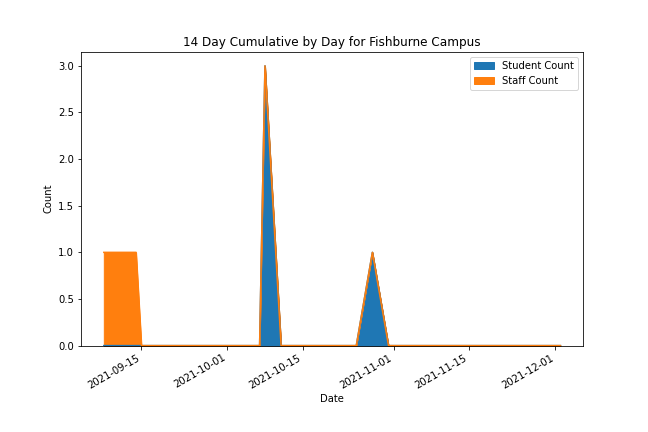 14 Day Cumulative by Day for Fishburne Campus
Student Count
Staff Count
3.0
2.5
2.0
1.5
1.0
0.5
0.0
Count
2021-09-15
2021-10-01
2021-10-15
2021-11-01
2021-11-15
2021-12-01
Date